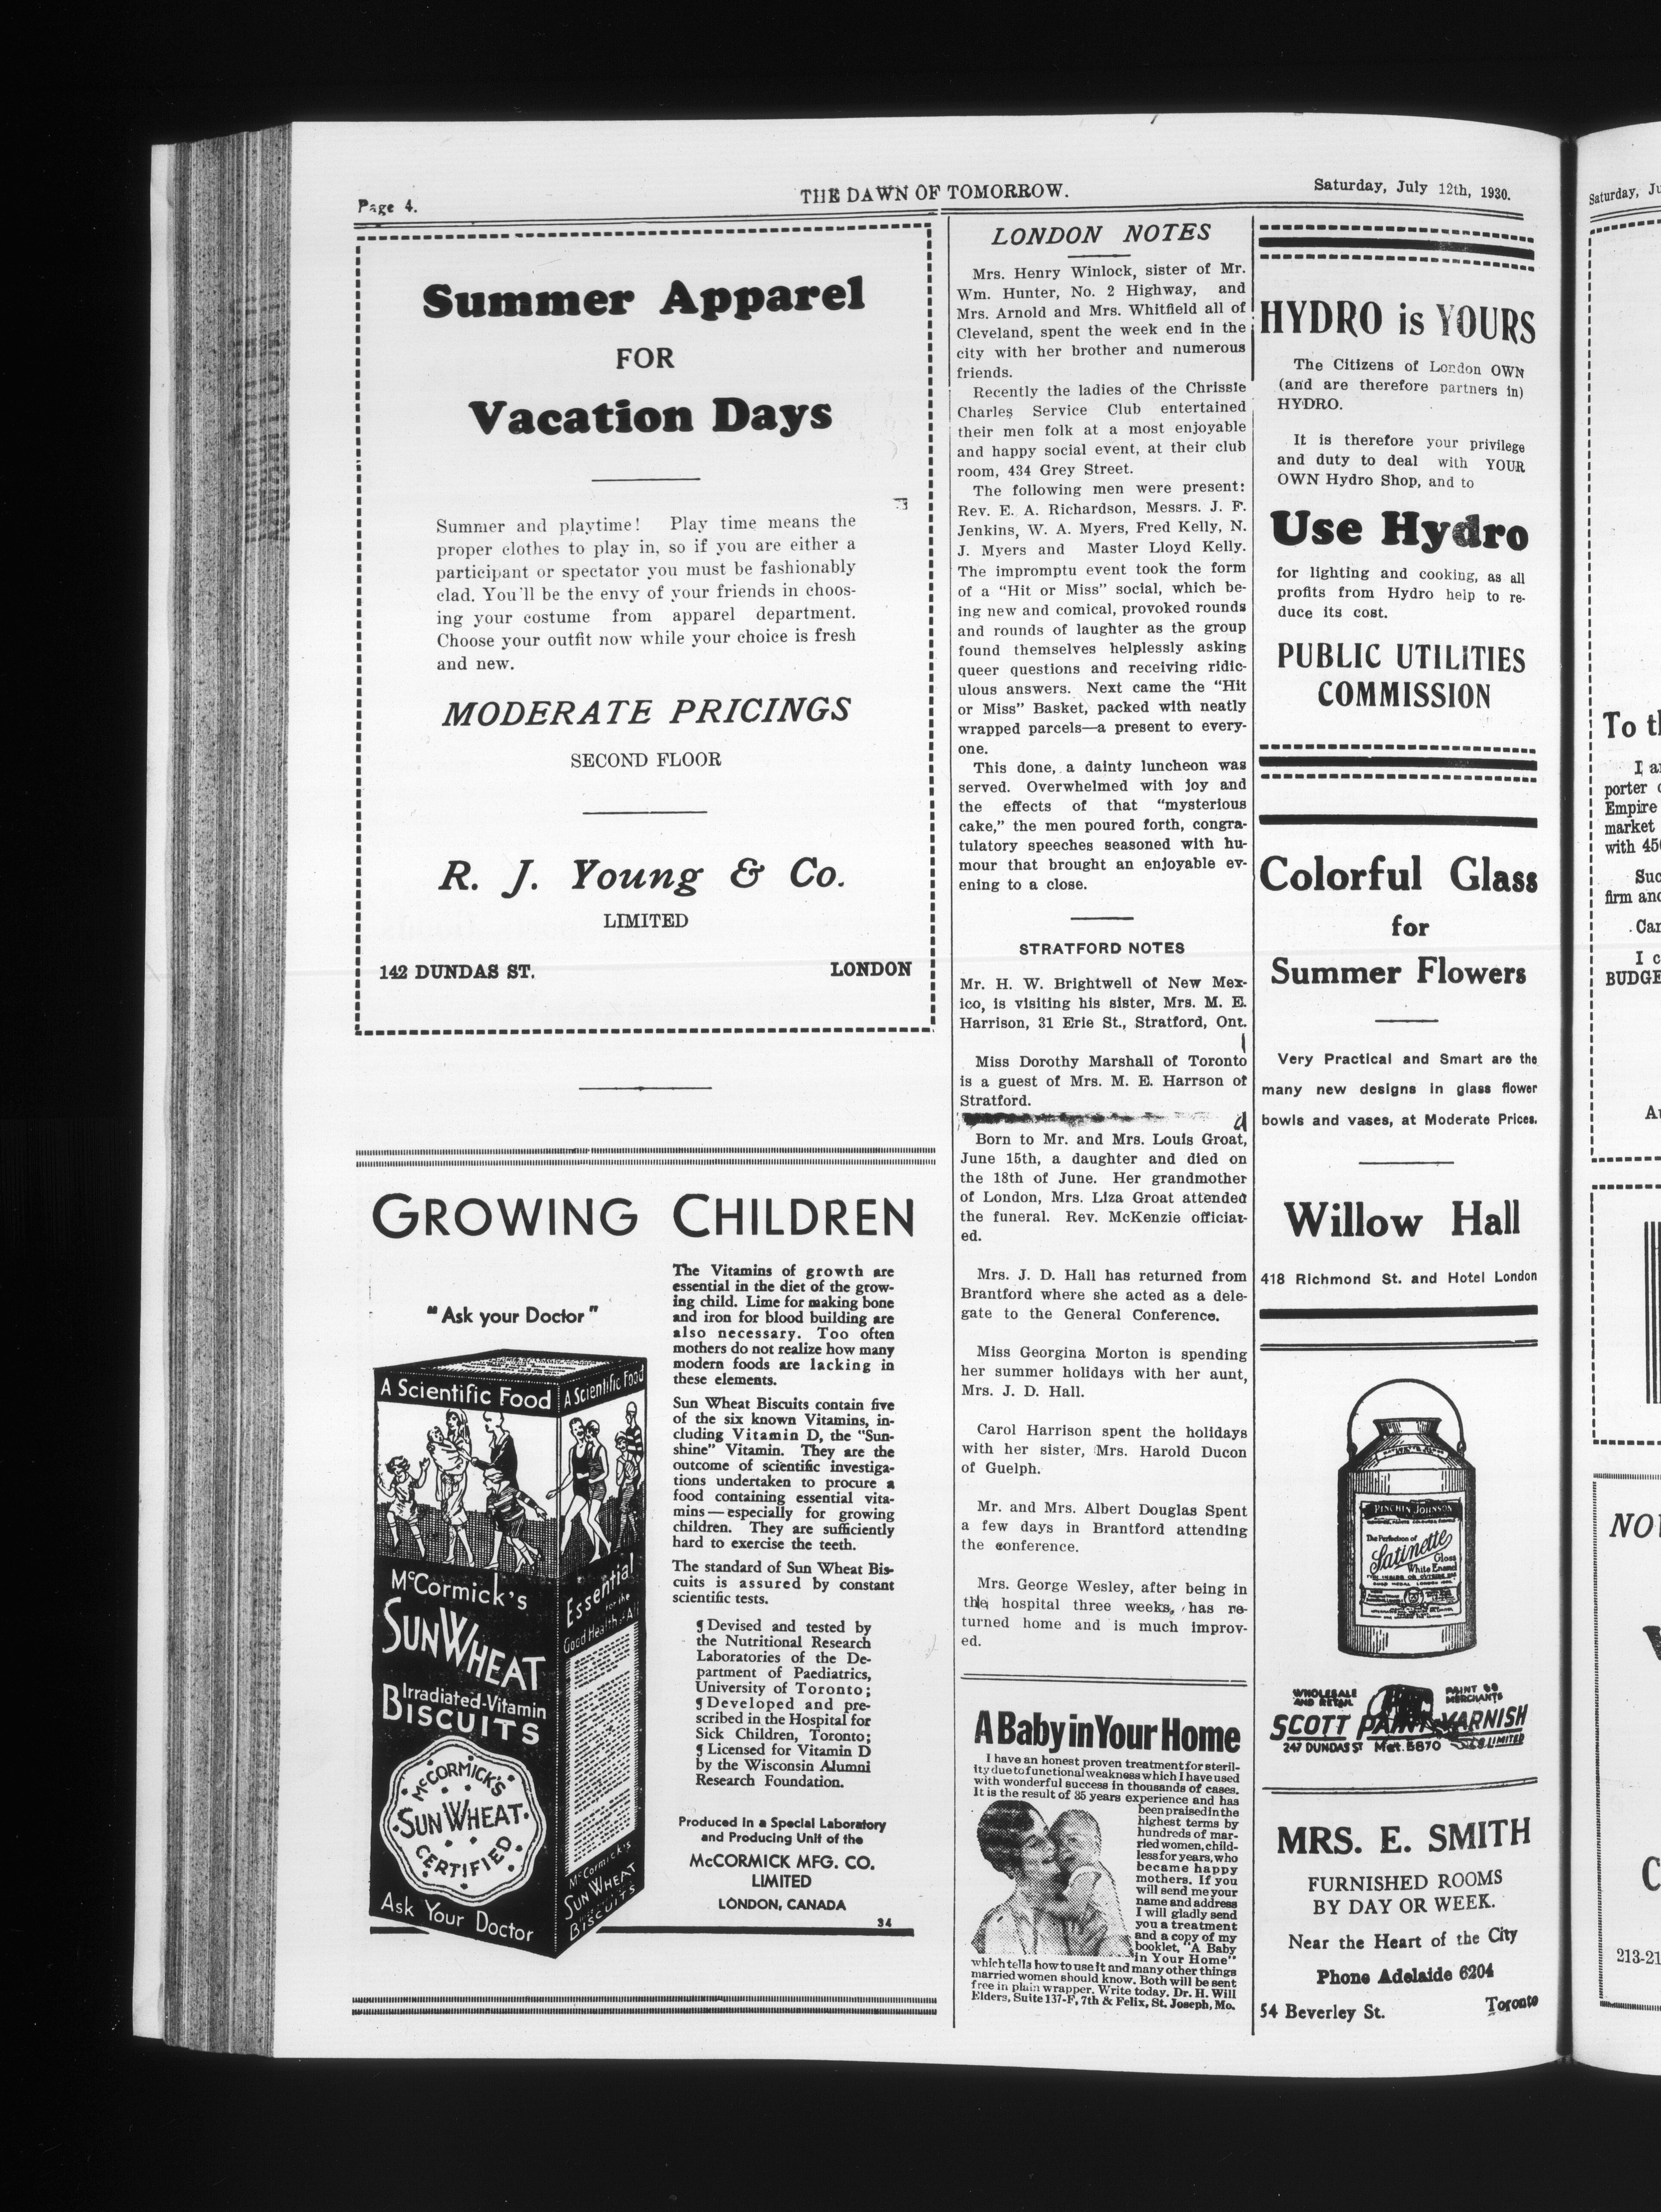 Page 4.
THE DAWN OF TOMORROW.
Saturday, July 12th, 1930.
Summer Apparel
FOR
Vacation Days
Summer and playtime! Play time means the
proper clothes to play in, so if you are either a
participant or spectator you must be fashionably
clad. You'll be the envy of your friends in choos-
ing your costume from apparel department.
Choose your outfit now while your choice is fresh
and new.
MODERATE PRICINGS
SECOND FLOOR
R. J. Young & Co.
LIMITED
142 DUNDAS ST. LONDON
GROWING CHILDREN
"Ask your Doctor"
A Scientific Food
A Scientific Food
McCormick's
SUNWHEAT
Irradiated-Vitamin
BISCUITS
McCORMICK'S
SUN WHEAT
CERTIFIED
Ask Your Doctor
Essential
for the
Good Health of All
McCormick's
SUN WHEAT
BISCUITS
The Vitamins of growth are
essential in the diet of the grow-
ing child. Lime for making bone
and iron for blood building are
also necessary. Too often
mothers do not realize how many
modern foods are lacking in
these elements.
Sun Wheat Biscuits contain five
of the six known Vitamins, in-
cluding Vitamin D, the "Sun-
shine" Vitamin. They are the
outcome of scientific investiga-
tions undertaken to procure a
food containing essential vita-
mins — especially for growing
children. They are sufficiently
hard to exercise the teeth.
The standard of Sun Wheat Bis-
cuits is assured by constant
scientific tests.
¶ Devised and tested by
the Nutritional Research
Laboratories of the De-
partment of Paediatrics,
University of Toronto;
¶ Developed and pre-
scribed in the Hospital for
Sick Children, Toronto;
¶ Licensed for Vitamin D
by the Wisconsin Alumni
Research Foundation.
Produced in a Special Laboratory
and Producing Unit of the
McCORMICK MFG. CO.
LIMITED
LONDON, CANADA
34
LONDON NOTES
Mrs. Henry Winlock, sister of Mr.
Wm. Hunter, No. 2 Highway, and
Mrs. Arnold and Mrs. Whitfield all of
Cleveland, spent the week end in the
city with her brother and numerous
friends.
Recently the ladies of the Chrissie
Charles Service Club entertained
their men folk at a most enjoyable
and happy social event, at their club
room, 434 Grey Street.
The following men were present:
Rev. E. A. Richardson, Messrs. J. F.
Jenkins, W. A. Myers, Fred Kelly, N.
J. Myers and Master Lloyd Kelly.
The impromptu event took the form
of a "Hit or Miss" social, which be-
ing new and comical, provoked rounds
and rounds of laughter as the group
found themselves helplessly asking
queer questions and receiving ridic-
ulous answers. Next came the "Hit
or Miss" Basket, packed with neatly
wrapped parcels—a present to every-
one.
This done, a dainty luncheon was
served. Overwhelmed with joy and
the effects of that "mysterious
cake," the men poured forth, congra-
tulatory speeches seasoned with hu-
mour that brought an enjoyable ev-
ening to a close.
STRATFORD NOTES
Mr. H. W. Brightwell of New Mex-
ico, is visiting his sister, Mrs. M. E.
Harrison, 31 Erie St., Stratford, Ont.
Miss Dorothy Marshall of Toronto
is a guest of Mrs. M. E. Harrson of
Stratford.
Born to Mr. and Mrs. Louis Groat,
June 15th, a daughter and died on
the 18th of June. Her grandmother
of London, Mrs. Liza Groat attended
the funeral. Rev. McKenzie officiat-
ed.
Mrs. J. D. Hall has returned from
Brantford where she acted as a dele-
gate to the General Conference.
Miss Georgina Morton is spending
her summer holidays with her aunt,
Mrs. J. D. Hall.
Carol Harrison spent the holidays
with her sister, Mrs. Harold Ducon
of Guelph.
Mr. and Mrs. Albert Douglas Spent
a few days in Brantford attending
the conference.
Mrs. George Wesley, after being in
the hospital three weeks, has re-
turned home and is much improv-
ed.
A Baby in Your Home
I have an honest proven treatment for steril-
ity due to functional weakness which I have used
with wonderful success in thousands of cases.
It is the result of 35 years experience and has
been praised in the
highest terms by
hundreds of mar-
ried women, child-
less for years, who
became happy
mothers. If you
will send me your
name and address
I will gladly send
you a treatment
and a copy of my
booklet, "A Baby
in Your Home"
which tells how to use it and many other things
married women should know. Both will be sent
free in plain wrapper. Write today. Dr. H. Will
Elders, Suite 137-F, 7th & Felix, St. Joseph, Mo.
HYDRO is YOURS
The Citizens of London OWN
(and are therefore partners in)
HYDRO.
It is therefore your privilege
and duty to deal with YOUR
OWN Hydro Shop, and to
Use Hydro
for lighting and cooking, as all
profits from Hydro help to re-
duce its cost.
PUBLIC UTILITIES
COMMISSION
Colorful Glass
for
Summer Flowers
Very Practical and Smart are the
many new designs in glass flower
bowls and vases, at Moderate Prices.
Willow Hall
418 Richmond St. and Hotel London
PINCHIN JOHNSON
The Perfection of
Satinette
Gloss
White Enamel
WHOLESALE
AND RETAIL
PAINT
MERCHANTS
SCOTT PAINT VARNISH
247 DUNDAS ST Met. 5870 LIMITED
MRS. E. SMITH
FURNISHED ROOMS
BY DAY OR WEEK.
Near the Heart of the City
Phone Adelaide 6204
54 Beverley St. Toronto
Saturday, Ju
To t
I a
porter
Empire
market
with 45
Suc
firm and
Car
I c
BUDGE
NO
C
213-21